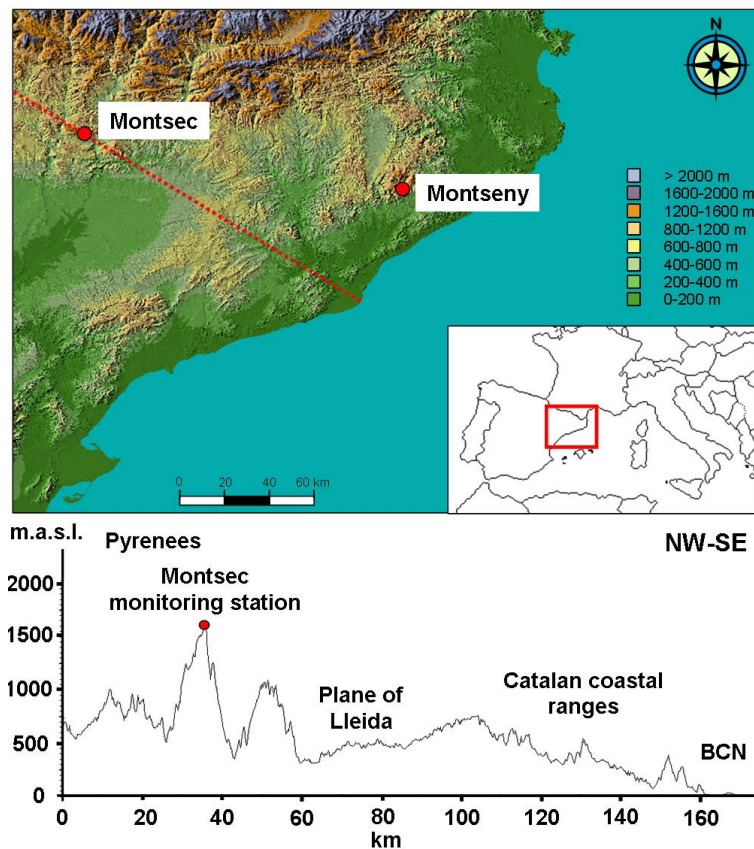 N
Montsec
Montseny
> 2000 m
1600-2000 m
1200-1600 m
800-1200 m
600-800 m
400-600 m
200-400 m
0-200 m
0 20 40 60 km
m.a.s.l.
Pyrenees
NW-SE
Montsec
monitoring station
2000
1500
1000
500
0
Plane of
Lleida
Catalan coastal
ranges
BCN
0 20 40 60 80 100 120 140 160
km